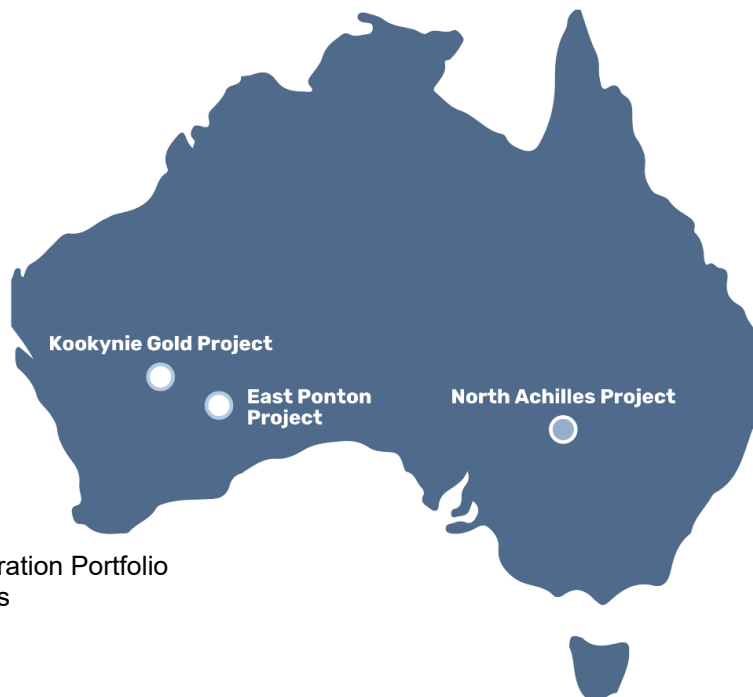 Kookynie Gold Project
East Ponton
Project
North Achilles Project
ration Portfolio
s